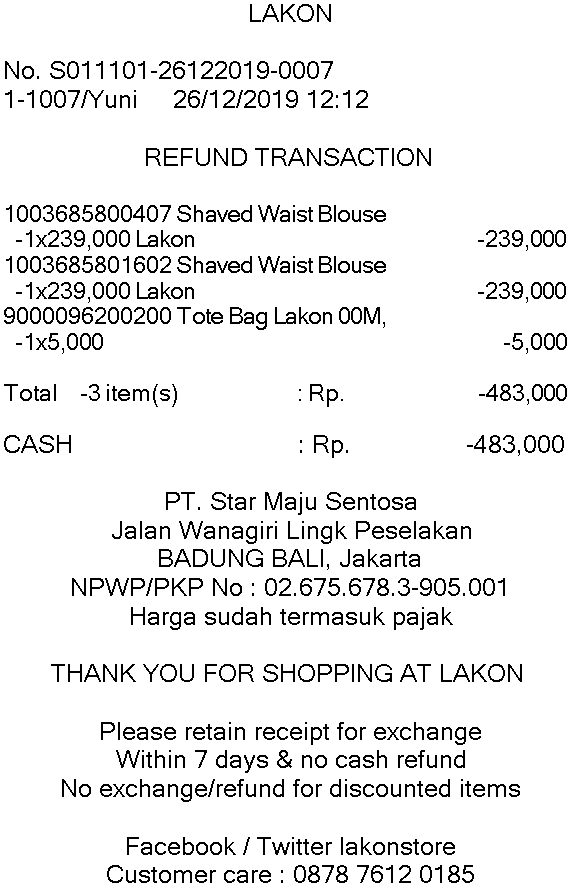 LAKON
No. S011101-26122019-0007
1-1007/Yuni 26/12/2019 12:12
REFUND TRANSACTION
1003685800407 Shaved Waist Blouse
-1x239,000 Lakon -239,000
1003685801602 Shaved Waist Blouse
-1x239,000 Lakon -239,000
9000096200200 Tote Bag Lakon 00M,
-1x5,000 -5,000
Total -3 item(s) : Rp. -483,000
CASH : Rp. -483,000
PT. Star Maju Sentosa
Jalan Wanagiri Lingk Peselakan
BADUNG BALI, Jakarta
NPWP/PKP No : 02.675.678.3-905.001
Harga sudah termasuk pajak
THANK YOU FOR SHOPPING AT LAKON
Please retain receipt for exchange
Within 7 days & no cash refund
No exchange/refund for discounted items
Facebook / Twitter lakonstore
Customer care : 0878 7612 0185